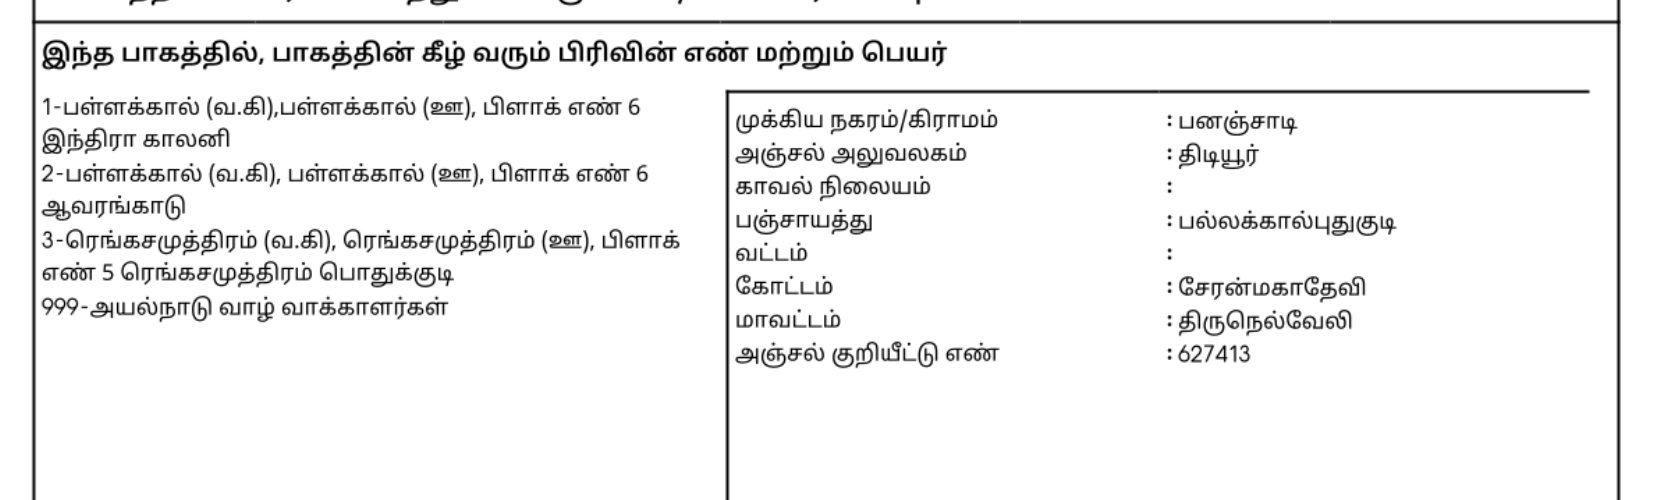 இந்த பாகத்தில், பாகத்தின் கீழ் வரும் பிரிவின் எண் மற்றும் பெயர்
1-பள்ளக்கால் (வ.கி),பள்ளக்கால் (ஊ), பிளாக் எண் 6
இந்திரா காலனி
2-பள்ளக்கால் (வ.கி), பள்ளக்கால் (ஊ), பிளாக் எண் 6
ஆவரங்காடு
3-ரெங்கசமுத்திரம் (வ.கி), ரெங்கசமுத்திரம் (ஊ), பிளாக்
எண் 5 ரெங்கசமுத்திரம் பொதுக்குடி
999-அயல்நாடு வாழ் வாக்காளர்கள்
முக்கிய நகரம்/கிராமம் : பனஞ்சாடி
அஞ்சல் அலுவலகம் : திடியூர்
காவல் நிலையம் :
பஞ்சாயத்து : பல்லக்கால்புதுகுடி
வட்டம் :
கோட்டம் : சேரன்மகாதேவி
மாவட்டம் : திருநெல்வேலி
அஞ்சல் குறியீட்டு எண் : 627413